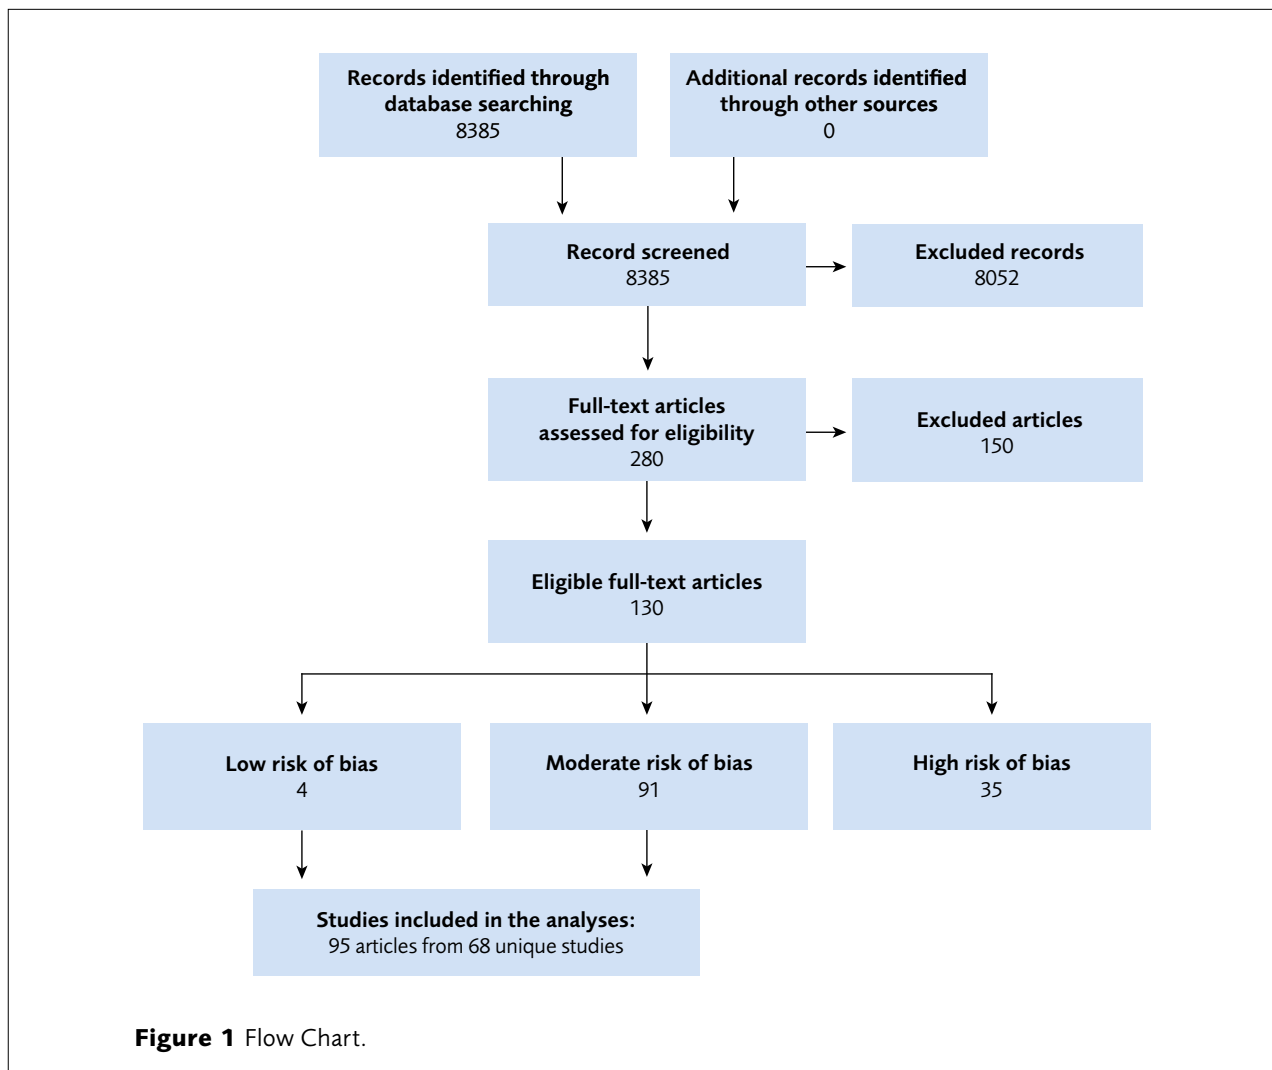 Records identified through
database searching
8385
Additional records identified
through other sources
0
Record screened
8385
Excluded records
8052
Full-text articles
assessed for eligibility
280
Excluded articles
150
Eligible full-text articles
130
Low risk of bias
4
Moderate risk of bias
91
High risk of bias
35
Studies included in the analyses:
95 articles from 68 unique studies
Figure 1 Flow Chart.